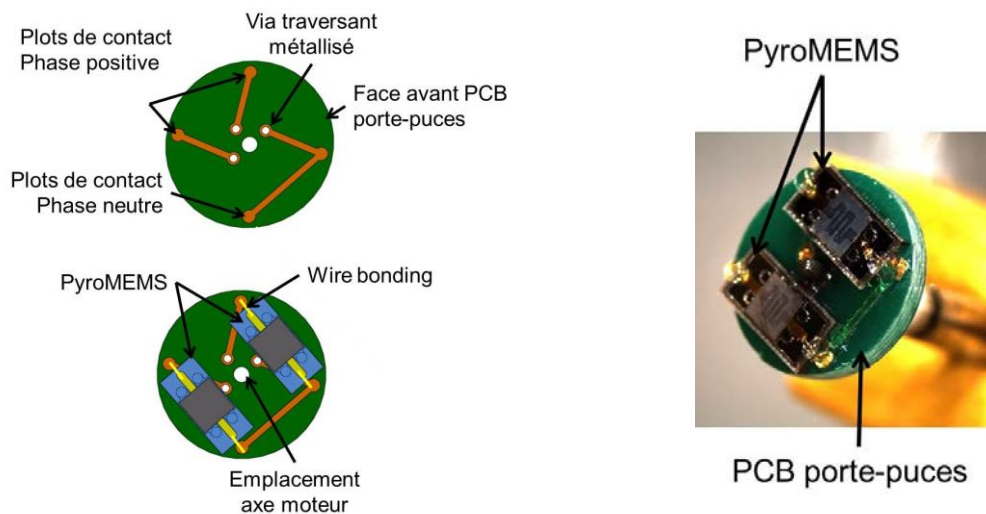 Plots de contact
Phase positive
Via traversant
métallisé
Face avant PCB
porte-puces
Plots de contact
Phase neutre
PyroMEMS
Wire bonding
Emplacement
axe moteur
PyroMEMS
PCB porte-puces